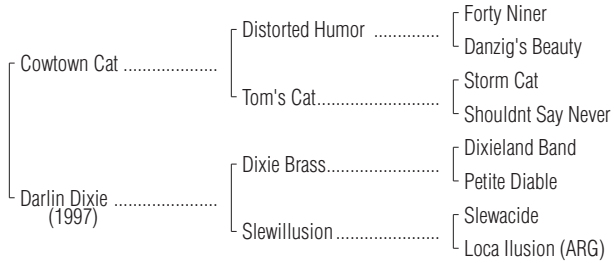 Forty Niner
Distorted Humor ..............
Danzig's Beauty
Cowtown Cat ....................
Storm Cat
Tom's Cat..........................
Shouldnt Say Never
Dixieland Band
Dixie Brass........................
Petite Diable
Darlin Dixie ......................
(1997)
Slewacide
Slewillusion......................
Loca Ilusion (ARG)